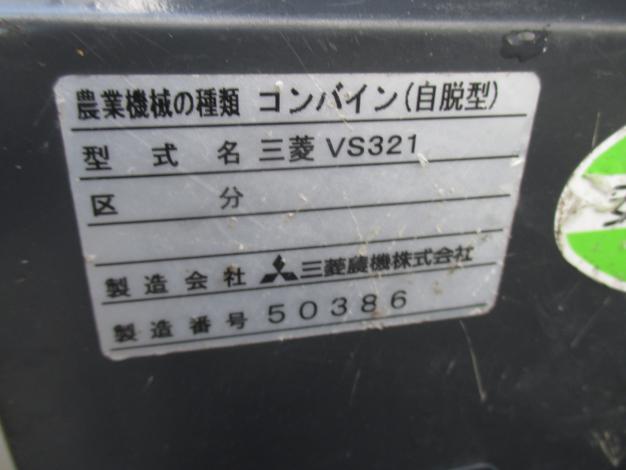 農業機械の種類 コンバイン(自脱型)
型式名 三菱 VS321
区分
製造会社 三菱農機株式会社
製造番号 50386